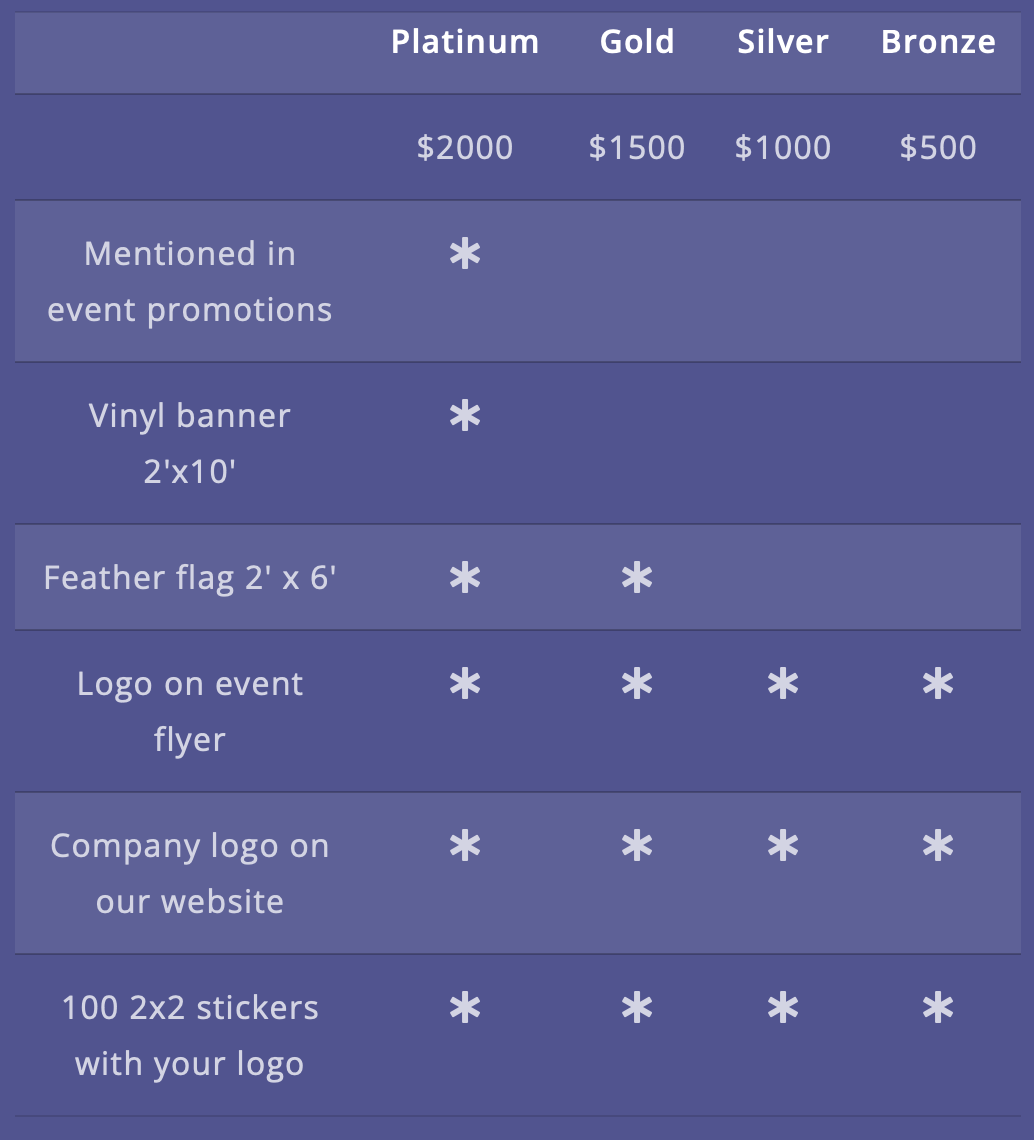 Platinum Gold Silver Bronze
$2000 $1500 $1000 $500
Mentioned in *
event promotions
Vinyl banner *
2'x10'
Feather flag 2' x 6' * *
Logo on event * * * *
flyer
Company logo on * * * *
our website
100 2x2 stickers * * * *
with your logo